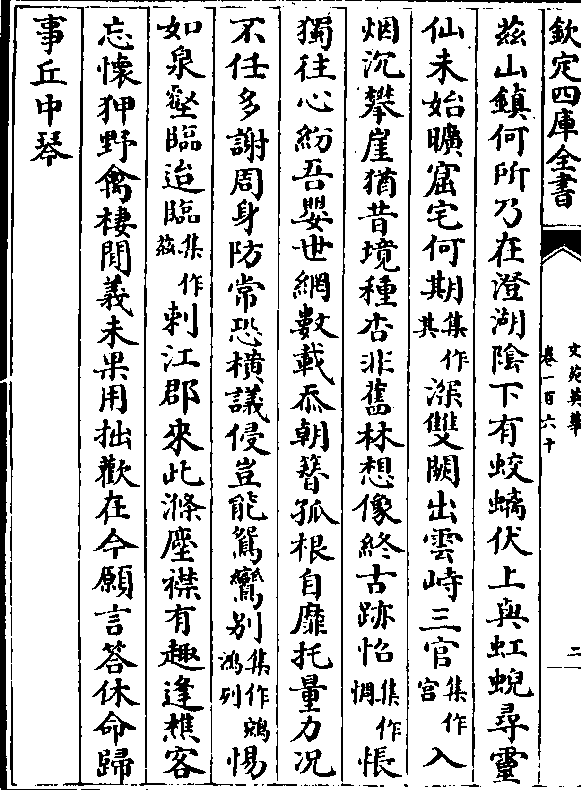 欽定四庫全書
文苑英華
卷一百六十
二
茲山鎮何所乃在澄湖隂下有蛟螭伏上與虹蜺尋靈
仙未始曠窟宅何期集作其深雙闕出雲峙三宫集作官入
烟沉攀崖猶昔境種杏非舊林想像終古跡怡集作惆悵
獨往心紛吾嬰世網數載忝朝簪孤根自靡托量力况
不任多謝周身防常恐横議侵豈能鴛鸞别集作鵷鴻列惕
如泉壑臨迨臨集作兹刺江郡來此滌塵襟有趣逢樵客
忘懷狎野禽棲閒義未果用拙歡在今願言答休命歸
事丘中琴